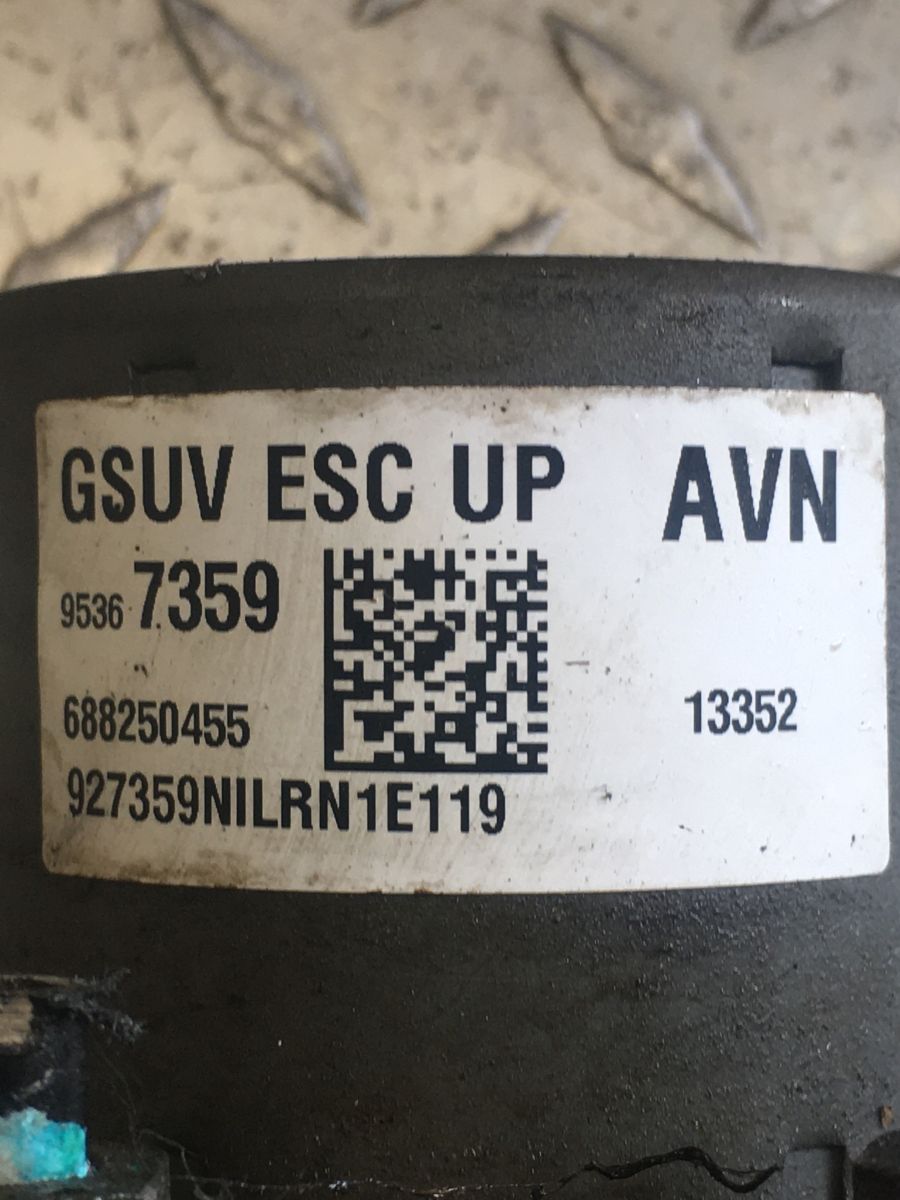 GSUV ESC UP AVN
9536 7359
688250455 13352
927359NILRN1E119